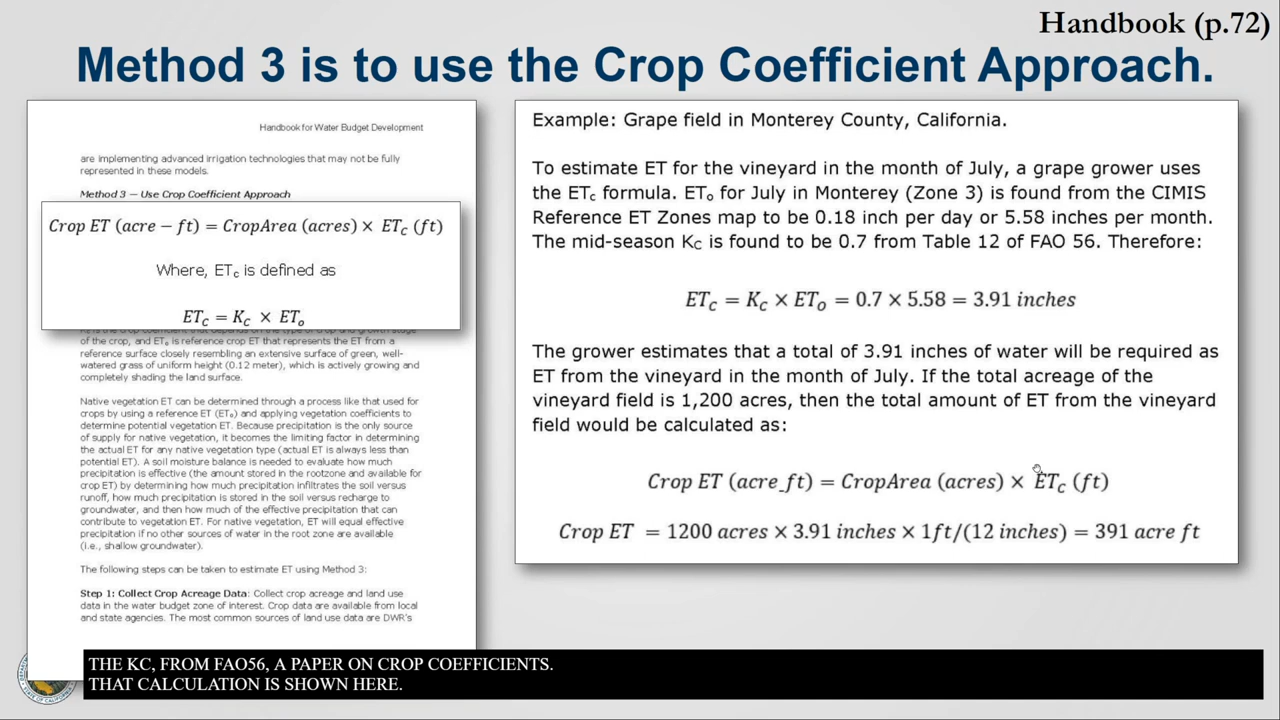 Handbook (p.72)
Method 3 is to use the Crop Coefficient Approach.
Handbook for Water Budget Development
are implementing advanced irrigation technologies that may not be fully
represented in these models.
Method 3 — Use Crop Coefficient Approach
Crop ET (acre − ft) = CropArea (acres) × ETC (ft)
Where, ETc is defined as
ETC = KC × ETo
of the crop, and ETo is reference crop ET that represents the ET from a
reference surface closely resembling an extensive surface of green, well-
watered grass of uniform height (0.12 meter), which is actively growing and
completely shading the land surface.
Native vegetation ET can be determined through a process like that used for
crops by using a reference ET (ETo) and applying vegetation coefficients to
determine potential vegetation ET. Because precipitation is the only source
of supply for native vegetation, it becomes the limiting factor in determining
the actual ET for any native vegetation type (actual ET is always less than
potential ET). A soil moisture balance is needed to evaluate how much
precipitation is effective (the amount stored in the rootzone and available for
crop ET) by determining how much precipitation infiltrates the soil versus
runoff, how much precipitation is stored in the soil versus recharge to
groundwater, and then how much of the effective precipitation that can
contribute to vegetation ET. For native vegetation, ET will equal effective
precipitation if no other sources of water in the root zone are available
(i.e., shallow groundwater).
The following steps can be taken to estimate ET using Method 3:
Step 1: Collect Crop Acreage Data: Collect crop acreage and land use
data in the water budget zone of interest. Crop data are available from local
and state agencies. The most common sources of land use data are DWR's
Example: Grape field in Monterey County, California.
To estimate ET for the vineyard in the month of July, a grape grower uses
the ETc formula. ETo for July in Monterey (Zone 3) is found from the CIMIS
Reference ET Zones map to be 0.18 inch per day or 5.58 inches per month.
The mid-season Kc is found to be 0.7 from Table 12 of FAO 56. Therefore:
ETc = Kc × ETo = 0.7 × 5.58 = 3.91 inches
The grower estimates that a total of 3.91 inches of water will be required as
ET from the vineyard in the month of July. If the total acreage of the
vineyard field is 1,200 acres, then the total amount of ET from the vineyard
field would be calculated as:
Crop ET (acre_ft) = CropArea (acres) × ETc (ft)
Crop ET = 1200 acres × 3.91 inches × 1ft/(12 inches) = 391 acre ft
THE KC, FROM FAO56, A PAPER ON CROP COEFFICIENTS.
THAT CALCULATION IS SHOWN HERE.